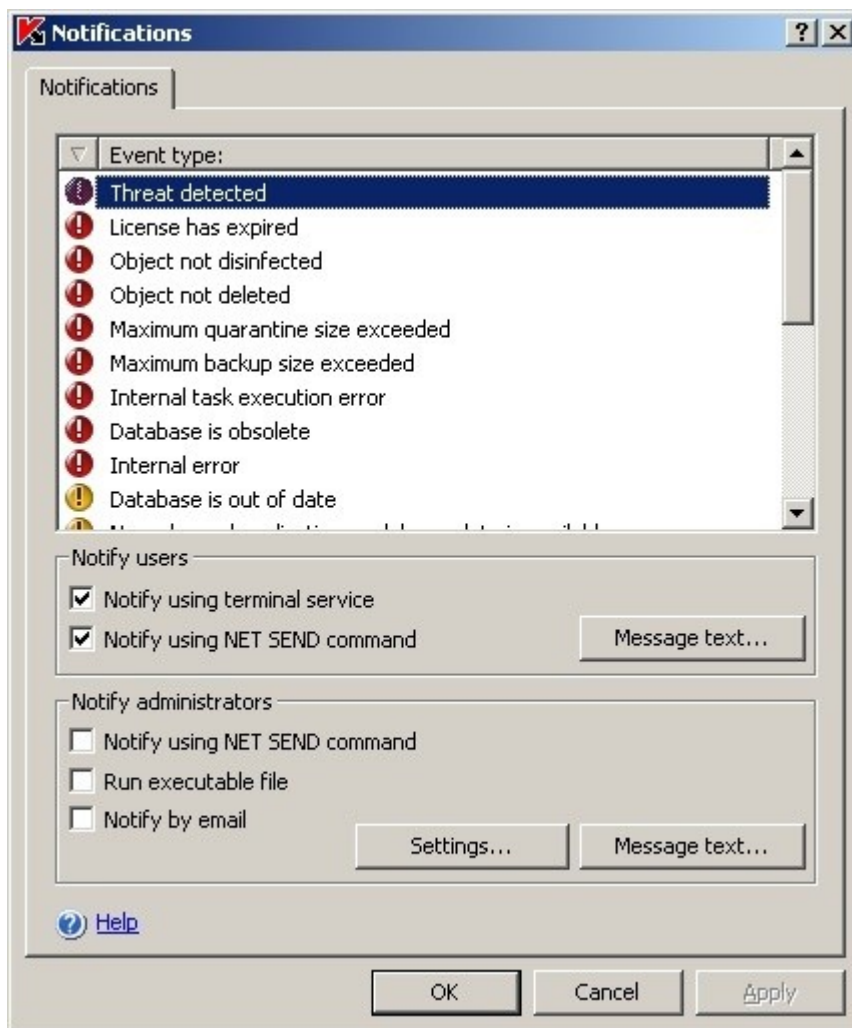 Notifications
Notifications
Event type:
Threat detected
License has expired
Object not disinfected
Object not deleted
Maximum quarantine size exceeded
Maximum backup size exceeded
Internal task execution error
Database is obsolete
Internal error
Database is out of date
Notify users
Notify using terminal service
Notify using NET SEND command
Message text...
Notify administrators
Notify using NET SEND command
Run executable file
Notify by email
Settings...
Message text...
Help
OK
Cancel
Apply